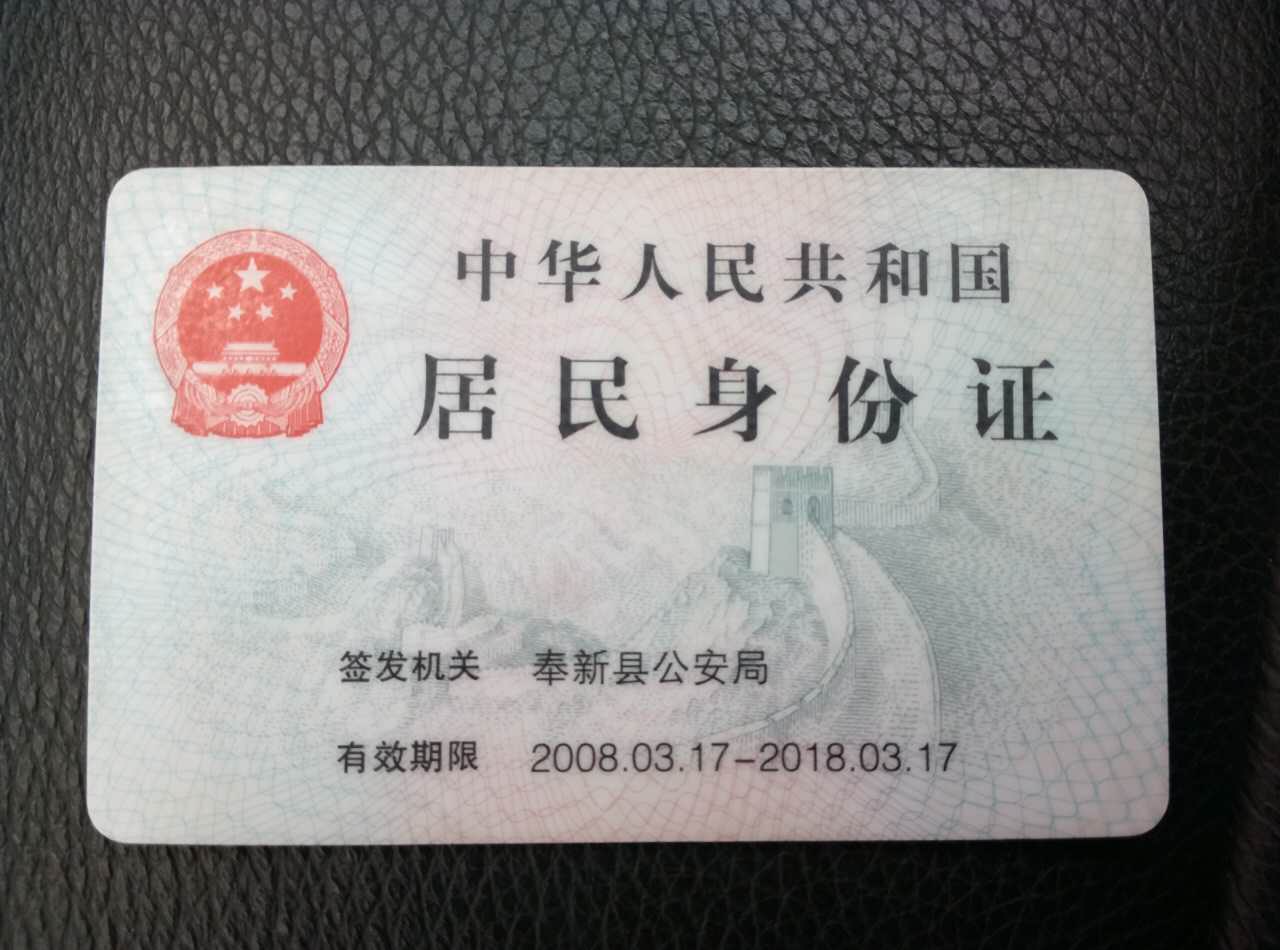 中华人民共和国
居民身份证
签发机关 奉新县公安局
有效期限 2008.03.17-2018.03.17